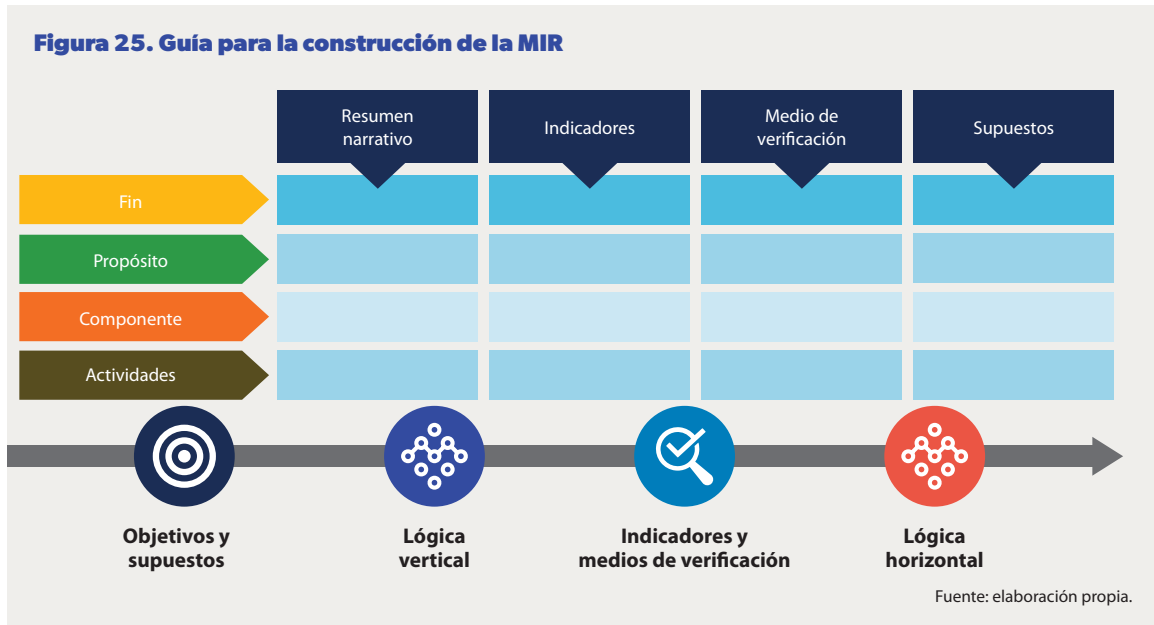 Figura 25. Guía para la construcción de la MIR
Resumen
narrativo
Indicadores
Medio de
verificación
Supuestos
Fin
Propósito
Componente
Actividades
Objetivos y
supuestos
Lógica
vertical
Indicadores y
medios de verificación
Lógica
horizontal
Fuente: elaboración propia.